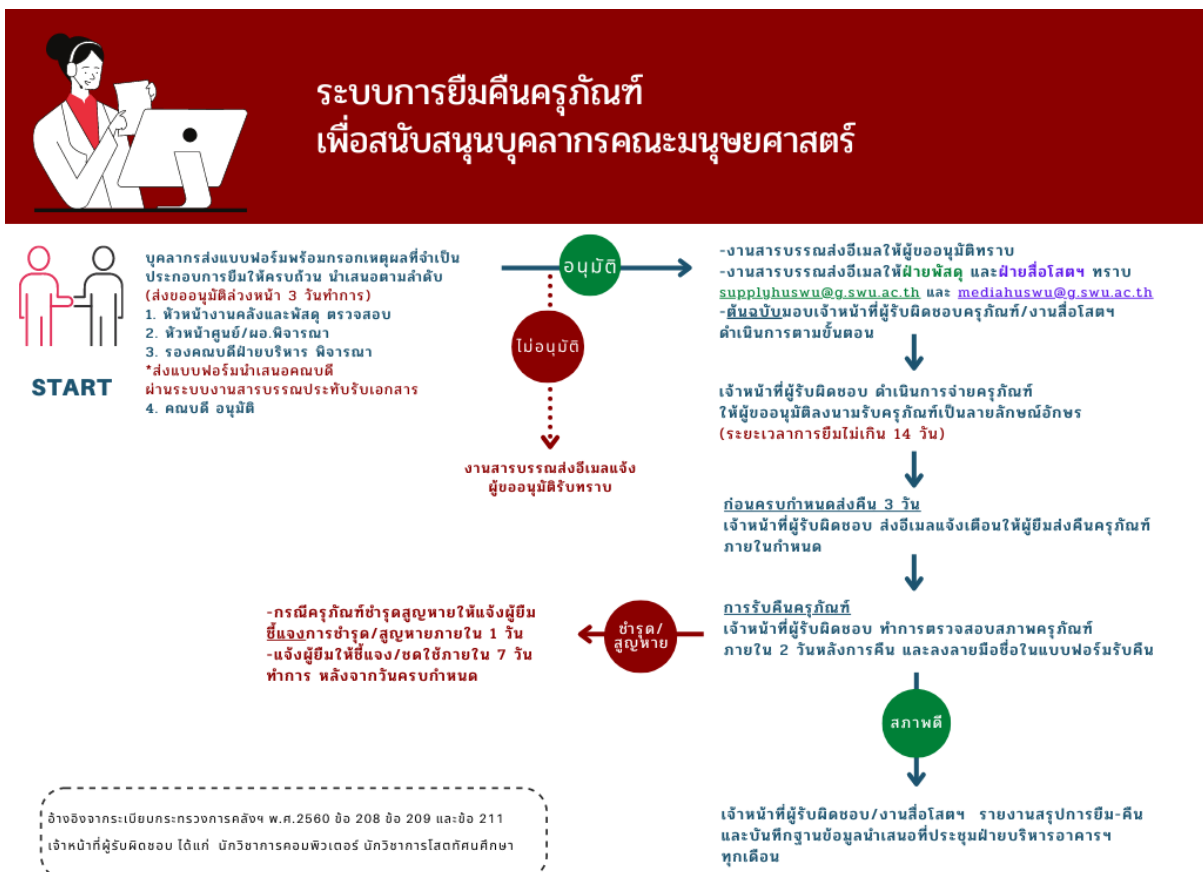 ระบบการยืมคืนครุภัณฑ์
เพื่อสนับสนุนบุคลากรคณะมนุษยศาสตร์
START
บุคลากรส่งแบบฟอร์มพร้อมกรอกเหตุผลที่จำเป็น
ประกอบการยืมให้ครบถ้วน นำเสนอตามลำดับ
(ส่งขออนุมัติล่วงหน้า 3 วันทำการ)
1. หัวหน้างานคลังและพัสดุ ตรวจสอบ
2. หัวหน้าศูนย์/ผอ.พิจารณา
3. รองคณบดีฝ่ายบริหาร พิจารณา
*ส่งแบบฟอร์มนำเสนอคณบดี
ผ่านระบบงานสารบรรณประทับรับเอกสาร
4. คณบดี อนุมัติ
อนุมัติ
ไม่อนุมัติ
งานสารบรรณส่งอีเมลแจ้ง
ผู้ขออนุมัติรับทราบ
-งานสารบรรณส่งอีเมลให้ผู้ขออนุมัติทราบ
-งานสารบรรณส่งอีเมลให้ฝ่ายพัสดุ และฝ่ายสื่อโสตฯ ทราบ
supplyhuswu@g.swu.ac.th และ mediahuswu@g.swu.ac.th
-ต้นฉบับมอบเจ้าหน้าที่ผู้รับผิดชอบครุภัณฑ์/งานสื่อโสตฯ
ดำเนินการตามขั้นตอน
เจ้าหน้าที่ผู้รับผิดชอบ ดำเนินการจ่ายครุภัณฑ์
ให้ผู้ขออนุมัติลงนามรับครุภัณฑ์เป็นลายลักษณ์อักษร
(ระยะเวลาการยืมไม่เกิน 14 วัน)
ก่อนครบกำหนดส่งคืน 3 วัน
เจ้าหน้าที่ผู้รับผิดชอบ ส่งอีเมลแจ้งเตือนให้ผู้ยืมส่งคืนครุภัณฑ์
ภายในกำหนด
การรับคืนครุภัณฑ์
เจ้าหน้าที่ผู้รับผิดชอบ ทำการตรวจสอบสภาพครุภัณฑ์
ภายใน 2 วันหลังการคืน และลงลายมือชื่อในแบบฟอร์มรับคืน
ชำรุด/
สูญหาย
-กรณีครุภัณฑ์ชำรุดสูญหายให้แจ้งผู้ยืม
ชี้แจงการชำรุด/สูญหายภายใน 1 วัน
-แจ้งผู้ยืมให้ชี้แจง/ชดใช้ภายใน 7 วัน
ทำการ หลังจากวันครบกำหนด
สภาพดี
เจ้าหน้าที่ผู้รับผิดชอบ/งานสื่อโสตฯ รายงานสรุปการยืม-คืน
และบันทึกฐานข้อมูลนำเสนอที่ประชุมฝ่ายบริหารอาคารฯ
ทุกเดือน
อ้างอิงจากระเบียบกระทรวงการคลังฯ พ.ศ.2560 ข้อ 208 ข้อ 209 และข้อ 211
เจ้าหน้าที่ผู้รับผิดชอบ ได้แก่ นักวิชาการคอมพิวเตอร์ นักวิชาการโสตทัศนศึกษา